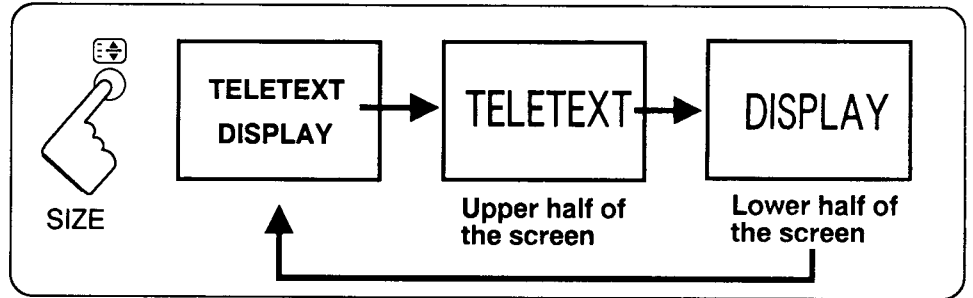 TELETEXT
DISPLAY
TELETEXT
DISPLAY
SIZE
Upper half of
the screen
Lower half of
the screen